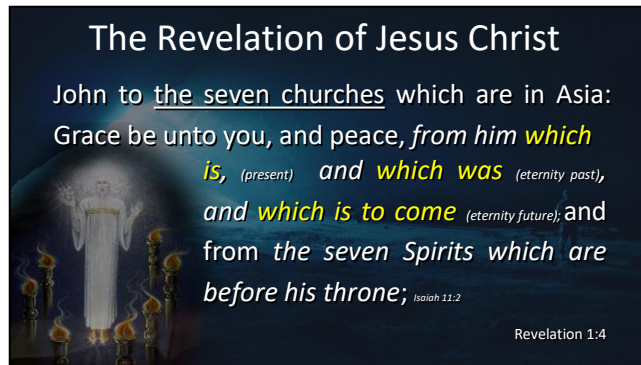 The Revelation of Jesus Christ
John to the seven churches which are in Asia:
Grace be unto you, and peace, from him which
is, (present) and which was (eternity past),
and which is to come (eternity future); and
from the seven Spirits which are
before his throne; Isaiah 11:2
Revelation 1:4